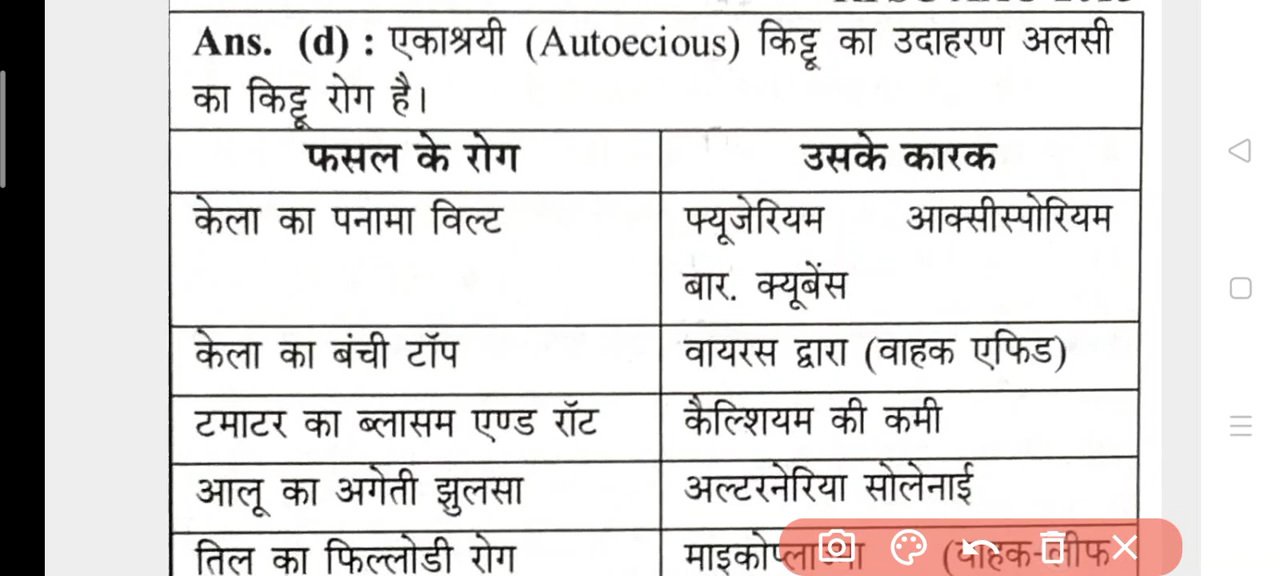 Ans. (d) : एकाश्रयी (Autoecious) किट्टू का उदाहरण अलसी
का किट्टू रोग है।
फसल के रोग उसके कारक
केला का पनामा विल्ट फ्यूजेरियम आक्सीस्पोरियम
बार. क्यूबेंस
केला का बंची टॉप वायरस द्वारा (वाहक एफिड)
टमाटर का ब्लासम एण्ड रॉट कैल्शियम की कमी
आलू का अगेती झुलसा अल्टरनेरिया सोलेनाई
तिल का फिल्लोडी रोग माइकोप्लाज्मा (वाहक-लीफ